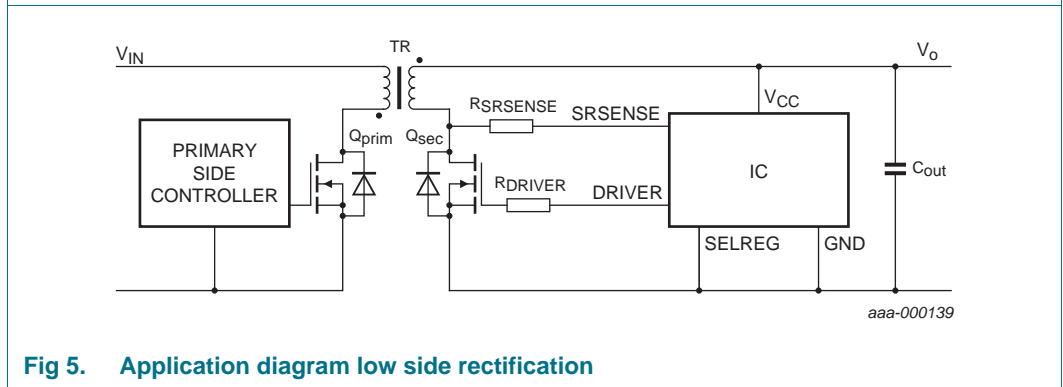 TR
V_IN
V_o
V_CC
R_SRSENSE
SRSENSE
Q_prim
Q_sec
PRIMARY
SIDE
CONTROLLER
IC
C_out
R_DRIVER
DRIVER
SELREG
GND
aaa-000139
Fig 5. Application diagram low side rectification